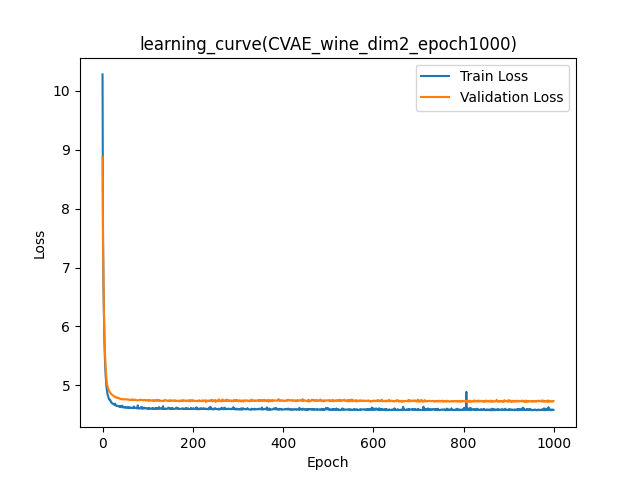 learning_curve(CVAE_wine_dim2_epoch1000)
Train Loss
Validation Loss
10
9
8
7
6
5
Loss
0 200 400 600 800 1000
Epoch